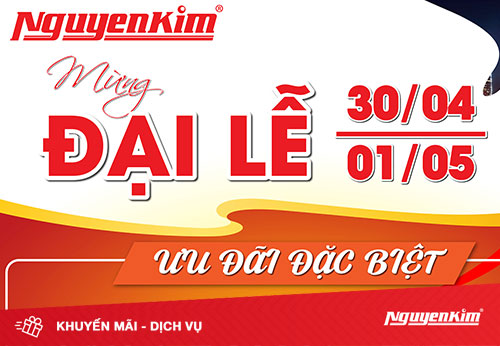 NguyenKim®
Mừng
ĐẠI LỄ
30/04
01/05
ƯU ĐÃI ĐẶC BIỆT
KHUYẾN MÃI - DỊCH VỤ
NguyenKim